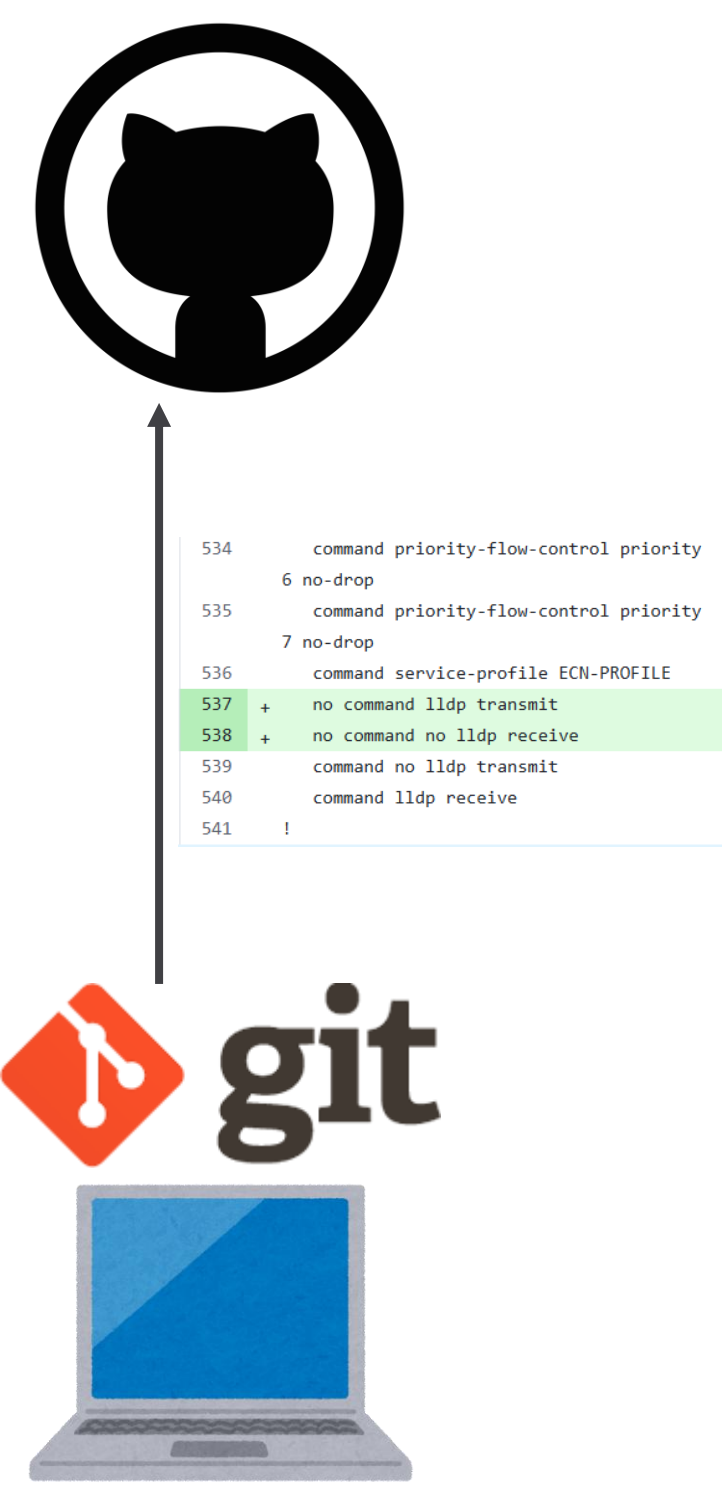 534 command priority-flow-control priority
6 no-drop
535 command priority-flow-control priority
7 no-drop
536 command service-profile ECN-PROFILE
537 + no command lldp transmit
538 + no command no lldp receive
539 command no lldp transmit
540 command lldp receive
541 !
git